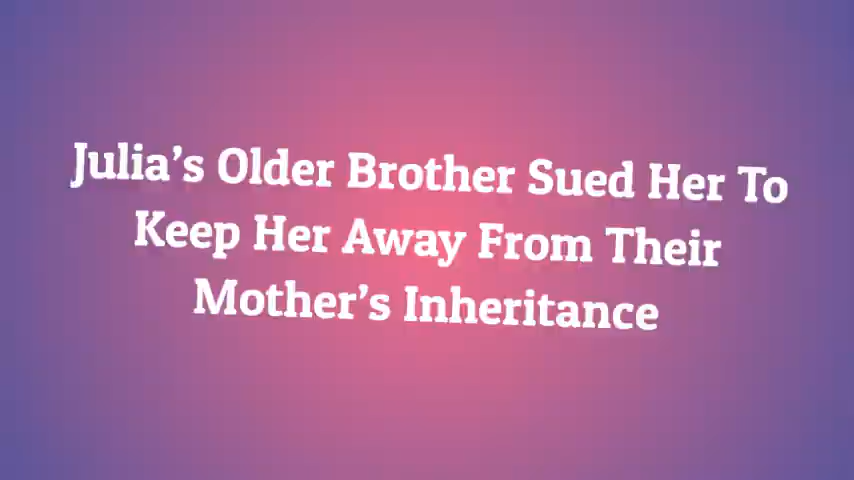 Julia’s Older Brother Sued Her To
Keep Her Away From Their
Mother’s Inheritance